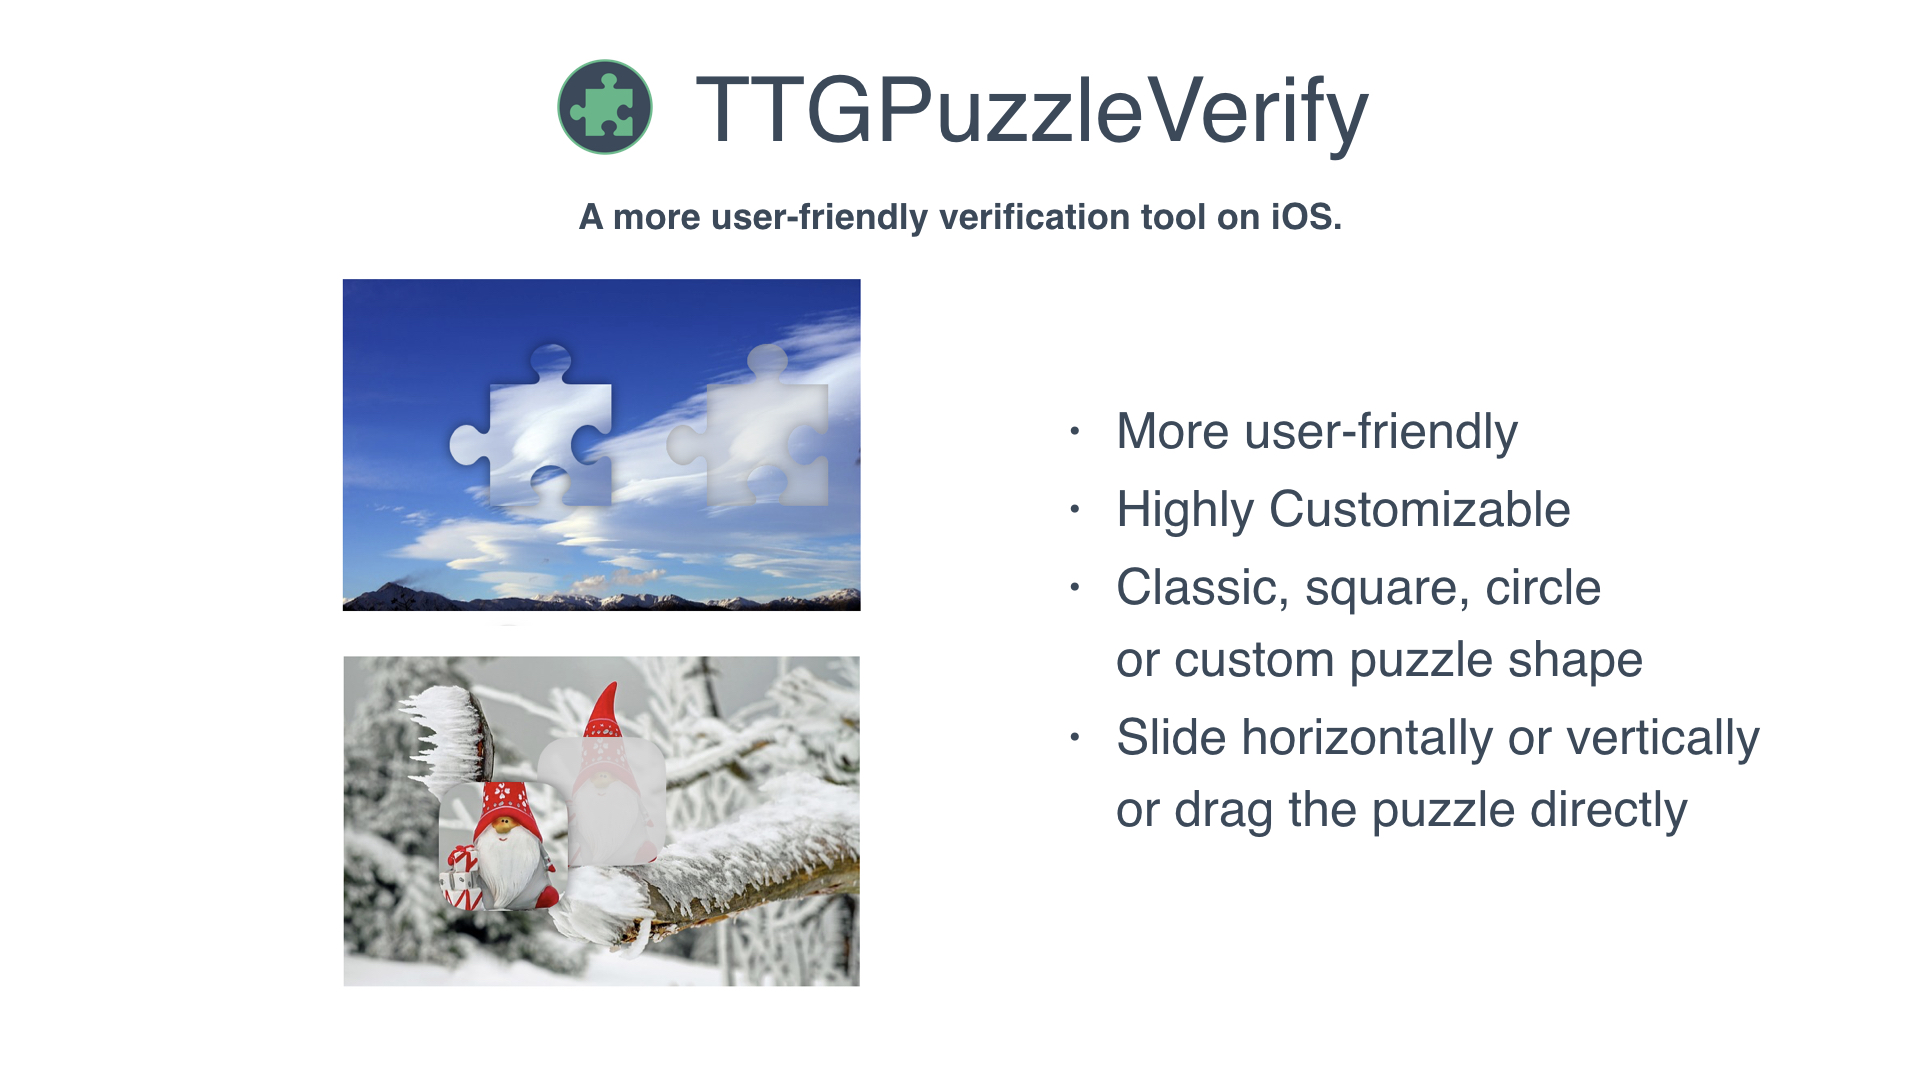 TTGPuzzleVerify
A more user-friendly verification tool on iOS.
• More user-friendly
• Highly Customizable
• Classic, square, circle
or custom puzzle shape
• Slide horizontally or vertically
or drag the puzzle directly